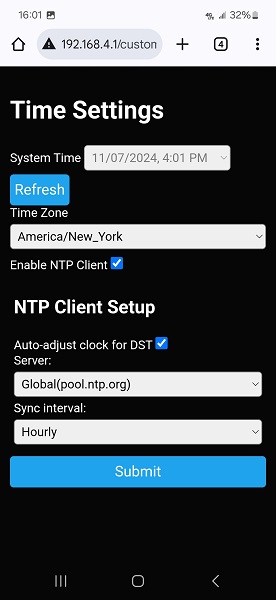 16:01 32%
192.168.4.1/custon 4
Time Settings
System Time 11/07/2024, 4:01 PM
Refresh
Time Zone
America/New_York
Enable NTP Client
NTP Client Setup
Auto-adjust clock for DST
Server:
Global(pool.ntp.org)
Sync interval:
Hourly
Submit